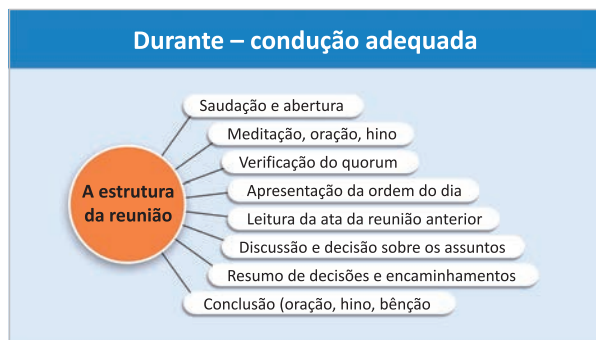 Durante – condução adequada
A estrutura
da reunião
Saudação e abertura
Meditação, oração, hino
Verificação do quorum
Apresentação da ordem do dia
Leitura da ata da reunião anterior
Discussão e decisão sobre os assuntos
Resumo de decisões e encaminhamentos
Conclusão (oração, hino, bênção